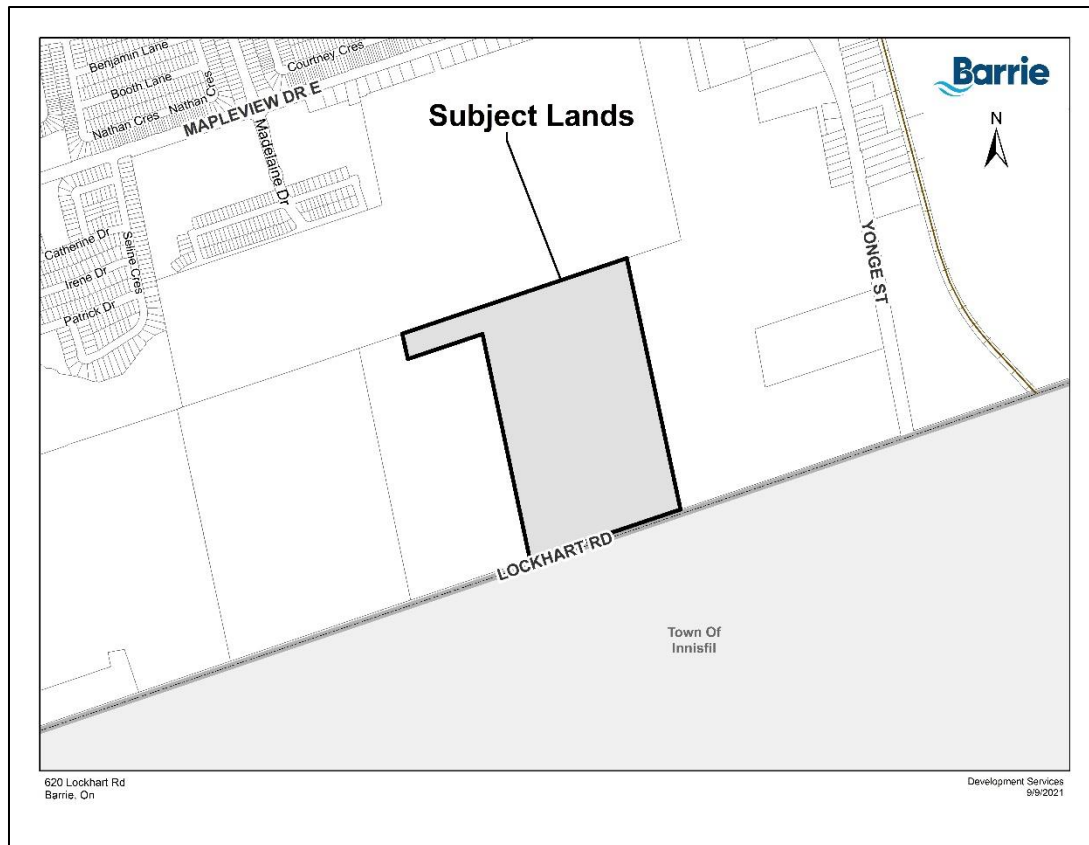 Benjamin Lane
Courtney Cres
Booth Lane
Nathan Cres
Nathan Cres
MAPLEVIEW DR E
Barrie
Subject Lands
N
Madelaine Dr
Catherine Dr
Seline Cres
Irene Dr
Patrick Dr
YONGE ST
LOCKHART RD
Town Of
Innisfil
620 Lockhart Rd
Barrie, On
Development Services
9/9/2021